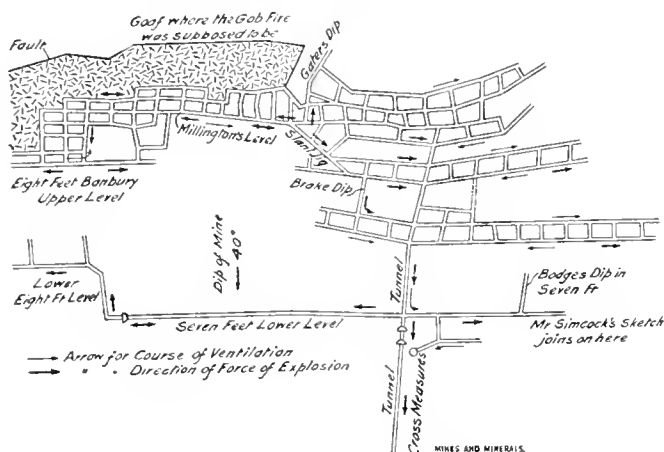 Goaf where the Gob Fire
was supposed to be
Fault
Gaters Dip
Millington's Level
Slant Dip
Eight Feet Banbury
Upper Level
Brake Dip
Dip of Mine
40°
Tunnel
Bodges Dip in
Seven Ft
Lower
Eight Ft Level
Seven Feet Lower Level
Mr Simcock's Sketch
joins on here
Arrow for Course of Ventilation
" " Direction of Force of Explosion
Tunnel
Cross Measures
MINES AND MINERALS.